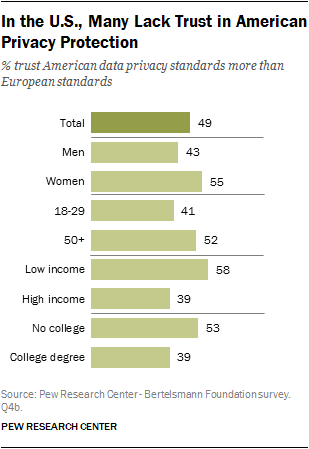 In the U.S., Many Lack Trust in American
Privacy Protection
% trust American data privacy standards more than
European standards
Total 49
Men 43
Women 55
18-29 41
50+ 52
Low income 58
High income 39
No college 53
College degree 39
Source: Pew Research Center - Bertelsmann Foundation survey.
Q4b.
PEW RESEARCH CENTER